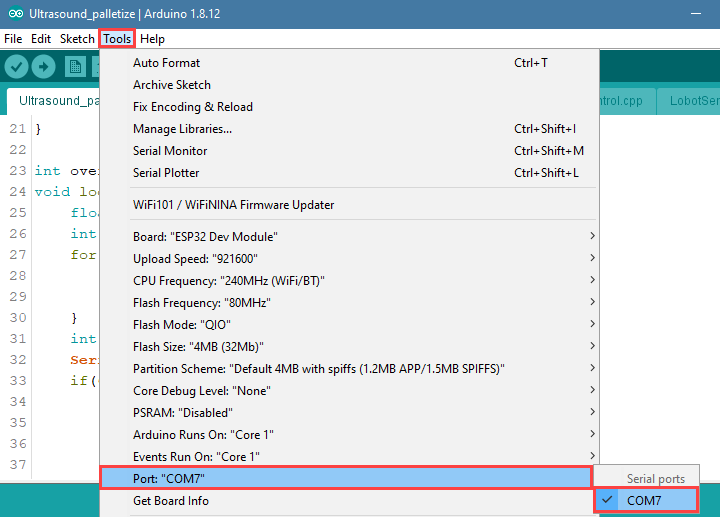 Ultrasound_palletize | Arduino 1.8.12
File Edit Sketch Tools Help
Auto Format Ctrl+T
Archive Sketch
Fix Encoding & Reload
Manage Libraries... Ctrl+Shift+I
Serial Monitor Ctrl+Shift+M
Serial Plotter Ctrl+Shift+L
WiFi101 / WiFiNINA Firmware Updater
Board: "ESP32 Dev Module"
Upload Speed: "921600"
CPU Frequency: "240MHz (WiFi/BT)"
Flash Frequency: "80MHz"
Flash Mode: "QIO"
Flash Size: "4MB (32Mb)"
Partition Scheme: "Default 4MB with spiffs (1.2MB APP/1.5MB SPIFFS)"
Core Debug Level: "None"
PSRAM: "Disabled"
Arduino Runs On: "Core 1"
Events Run On: "Core 1"
Port: "COM7"
Get Board Info
Serial ports
COM7
Ultrasound_pa
ntrol.cpp
LobotSer
21 }
22
23 int over
24 void loo
25 floa
26 int
27 for
28
29
30 }
31 int
32 Seri
33 if(
34
35
36
37